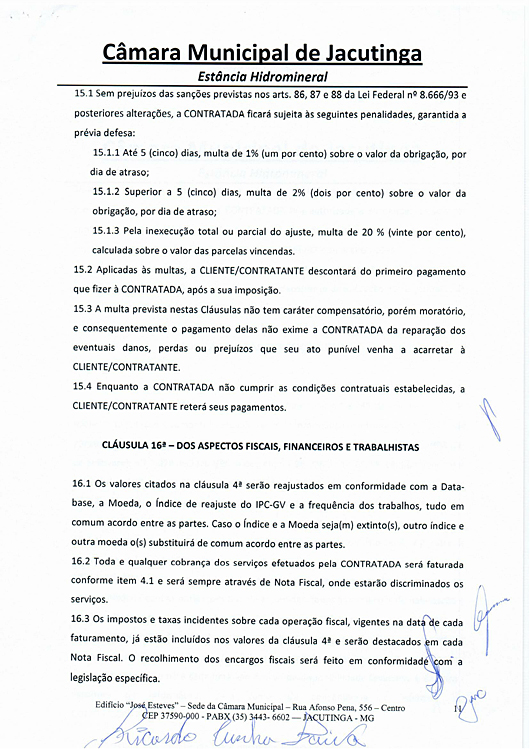 Câmara Municipal de Jacutinga
Estância Hidromineral
15.1 Sem prejuízos das sanções previstas nos arts. 86, 87 e 88 da Lei Federal nº 8.666/93 e
posteriores alterações, a CONTRATADA ficará sujeita às seguintes penalidades, garantida a
prévia defesa:
15.1.1 Até 5 (cinco) dias, multa de 1% (um por cento) sobre o valor da obrigação, por
dia de atraso;
15.1.2 Superior a 5 (cinco) dias, multa de 2% (dois por cento) sobre o valor da
obrigação, por dia de atraso;
15.1.3 Pela inexecução total ou parcial do ajuste, multa de 20 % (vinte por cento),
calculada sobre o valor das parcelas vincendas.
15.2 Aplicadas às multas, a CLIENTE/CONTRATANTE descontará do primeiro pagamento
que fizer à CONTRATADA, após a sua imposição.
15.3 A multa prevista nestas Cláusulas não tem caráter compensatório, porém moratório,
e consequentemente o pagamento delas não exime a CONTRATADA da reparação dos
eventuais danos, perdas ou prejuízos que seu ato punível venha a acarretar à
CLIENTE/CONTRATANTE.
15.4 Enquanto a CONTRATADA não cumprir as condições contratuais estabelecidas, a
CLIENTE/CONTRATANTE reterá seus pagamentos.
CLÁUSULA 16ª – DOS ASPECTOS FISCAIS, FINANCEIROS E TRABALHISTAS
16.1 Os valores citados na cláusula 4ª serão reajustados em conformidade com a Data-
base, a Moeda, o Índice de reajuste do IPC-GV e a frequência dos trabalhos, tudo em
comum acordo entre as partes. Caso o Índice e a Moeda seja(m) extinto(s), outro índice e
outra moeda o(s) substituirá de comum acordo entre as partes.
16.2 Toda e qualquer cobrança dos serviços efetuados pela CONTRATADA será faturada
conforme item 4.1 e será sempre através de Nota Fiscal, onde estarão discriminados os
serviços.
16.3 Os impostos e taxas incidentes sobre cada operação fiscal, vigentes na data de cada
faturamento, já estão incluídos nos valores da cláusula 4ª e serão destacados em cada
Nota Fiscal. O recolhimento dos encargos fiscais será feito em conformidade com a
legislação específica.
Edifício “José Esteves” – Sede da Câmara Municipal – Rua Afonso Pena, 556 – Centro
CEP 37590-000 - PABX (35) 3443- 6602 — JACUTINGA - MG
11
Ricardo Cunha Paiva